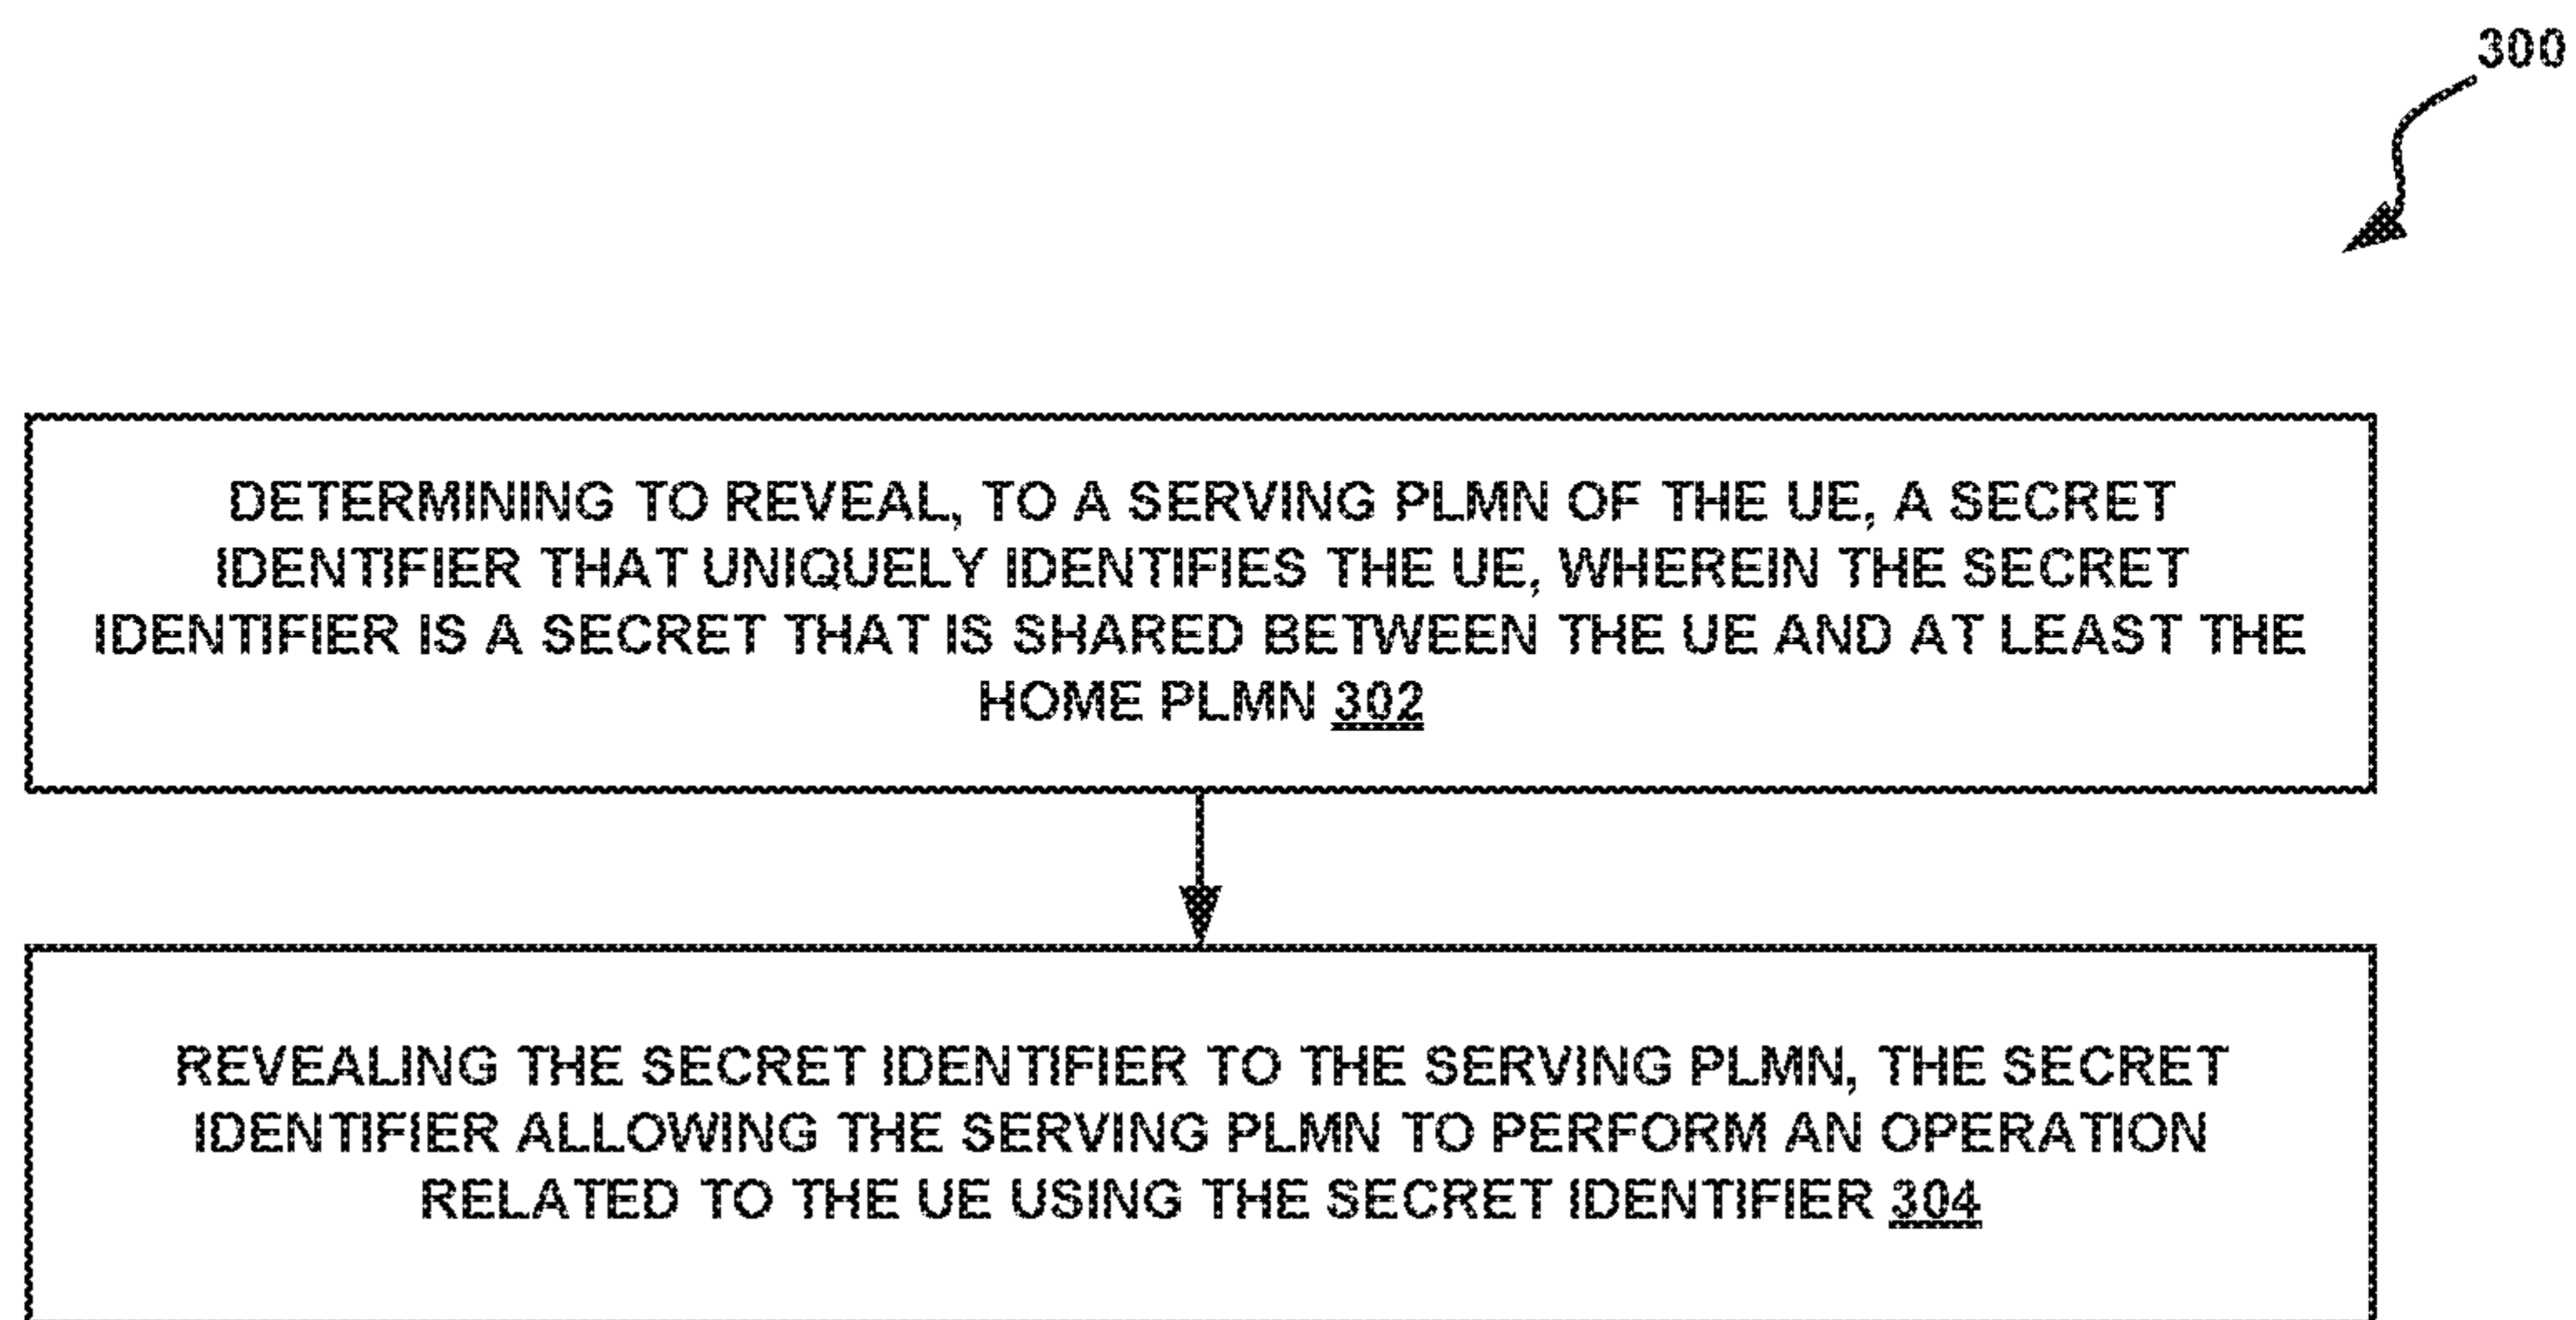 300
DETERMINING TO REVEAL, TO A SERVING PLMN OF THE UE, A SECRET
IDENTIFIER THAT UNIQUELY IDENTIFIES THE UE, WHEREIN THE SECRET
IDENTIFIER IS A SECRET THAT IS SHARED BETWEEN THE UE AND AT LEAST THE
HOME PLMN 302
REVEALING THE SECRET IDENTIFIER TO THE SERVING PLMN, THE SECRET
IDENTIFIER ALLOWING THE SERVING PLMN TO PERFORM AN OPERATION
RELATED TO THE UE USING THE SECRET IDENTIFIER 304